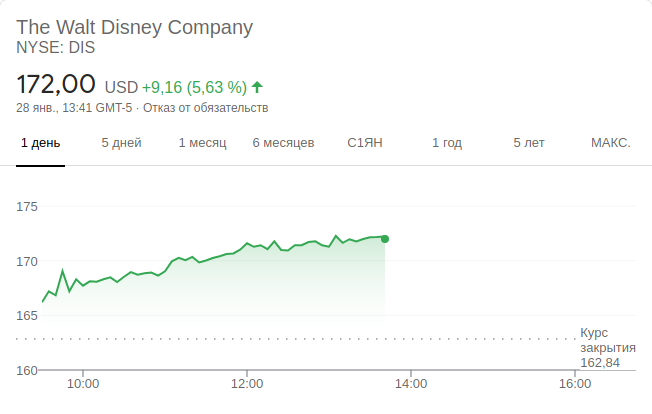 The Walt Disney Company
NYSE: DIS
172,00 USD +9,16 (5,63 %)
28 янв., 13:41 GMT-5 · Отказ от обязательств
1 день 5 дней 1 месяц 6 месяцев С1ЯН 1 год 5 лет МАКС.
175
170
165
Курс
закрытия
162,84
160
10:00 12:00 14:00 16:00